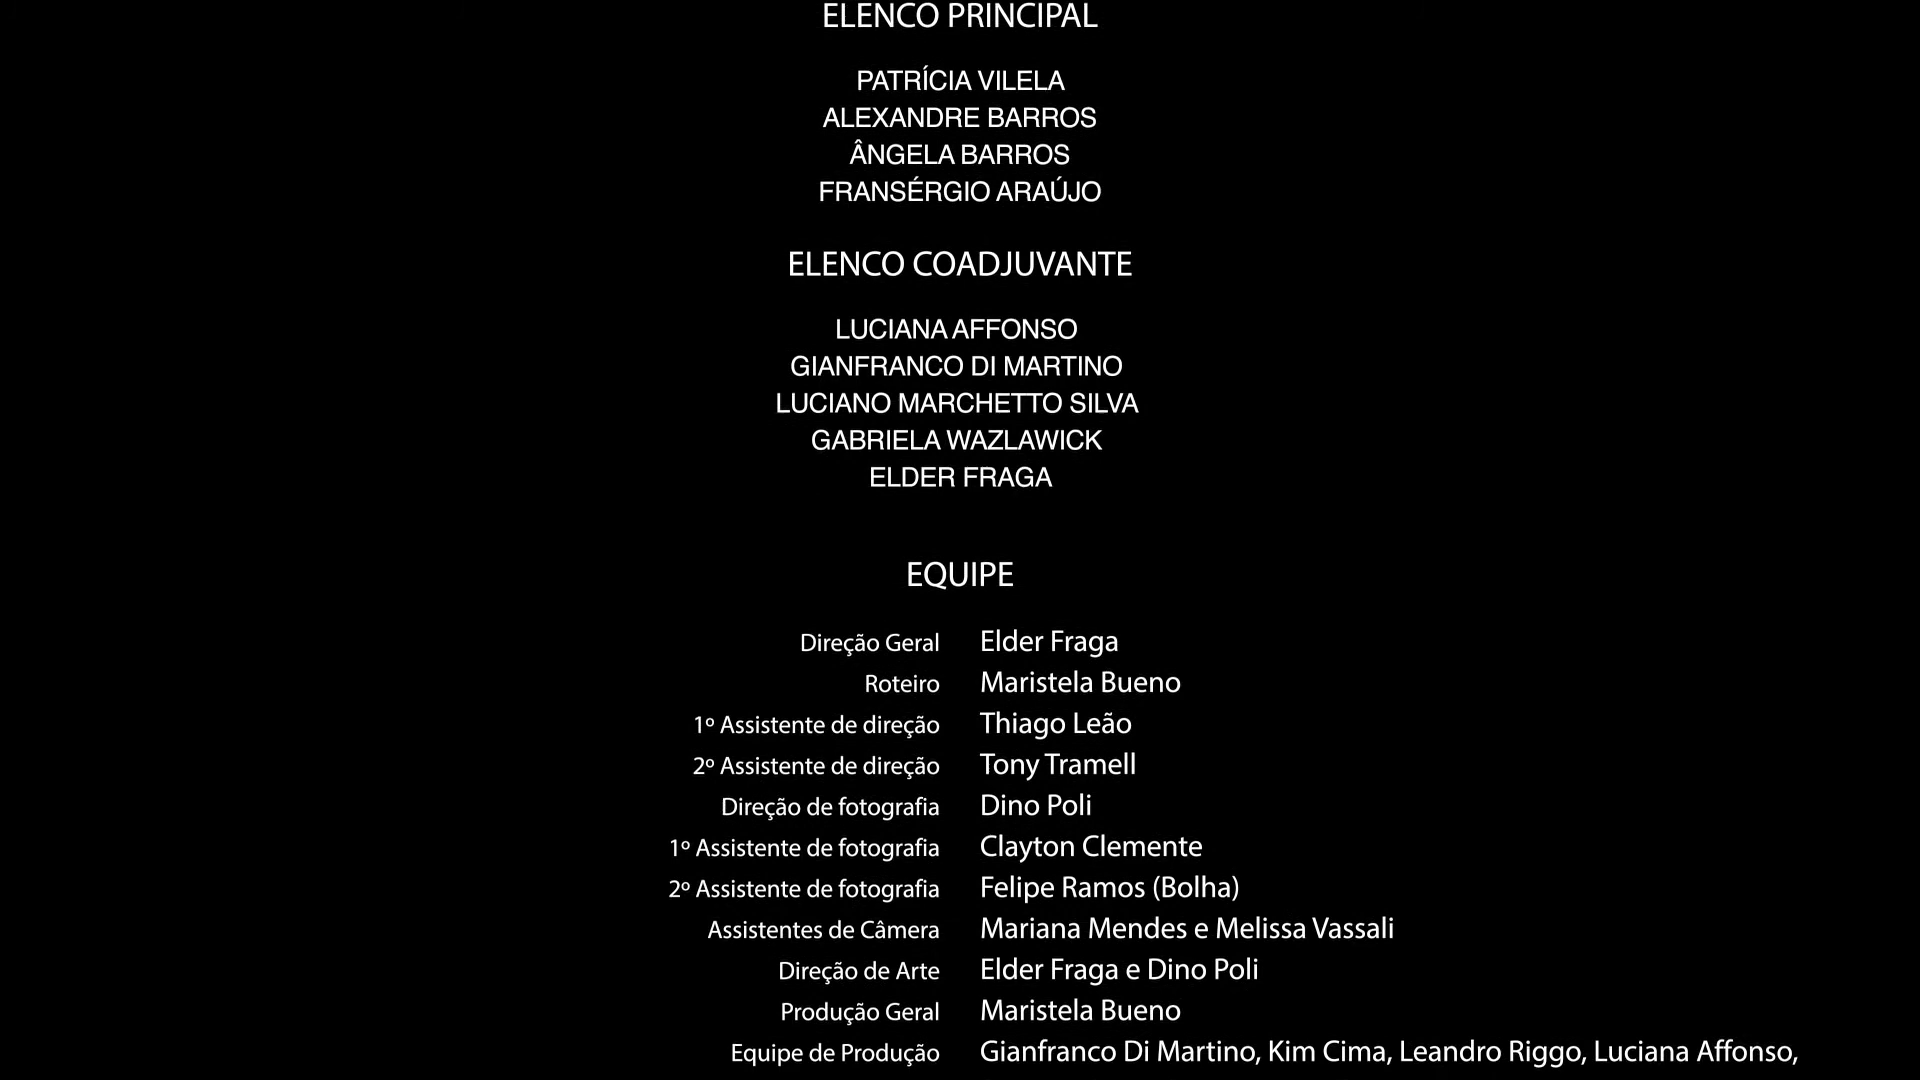 ELENCO PRINCIPAL
PATRÍCIA VILELA
ALEXANDRE BARROS
ÂNGELA BARROS
FRANSÉRGIO ARAÚJO
ELENCO COADJUVANTE
LUCIANA AFFONSO
GIANFRANCO DI MARTINO
LUCIANO MARCHETTO SILVA
GABRIELA WAZLAWICK
ELDER FRAGA
EQUIPE
Direção Geral Elder Fraga
Roteiro Maristela Bueno
1º Assistente de direção Thiago Leão
2º Assistente de direção Tony Tramell
Direção de fotografia Dino Poli
1º Assistente de fotografia Clayton Clemente
2º Assistente de fotografia Felipe Ramos (Bolha)
Assistentes de Câmera Mariana Mendes e Melissa Vassali
Direção de Arte Elder Fraga e Dino Poli
Produção Geral Maristela Bueno
Equipe de Produção Gianfranco Di Martino, Kim Cima, Leandro Riggo, Luciana Affonso,